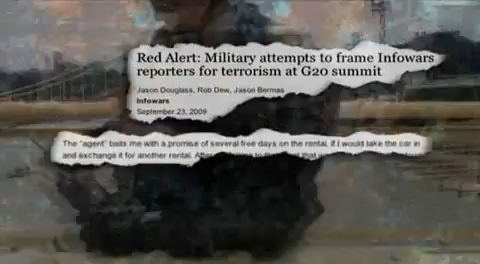 Red Alert: Military attempts to frame Infowars
reporters for terrorism at G20 summit
Jason Douglass, Rob Dew, Jason Bermas
Infowars
September 23, 2009
The "agent" baits me with a promise of several free days on the rental, if I would take the car in
and exchange it for another rental.